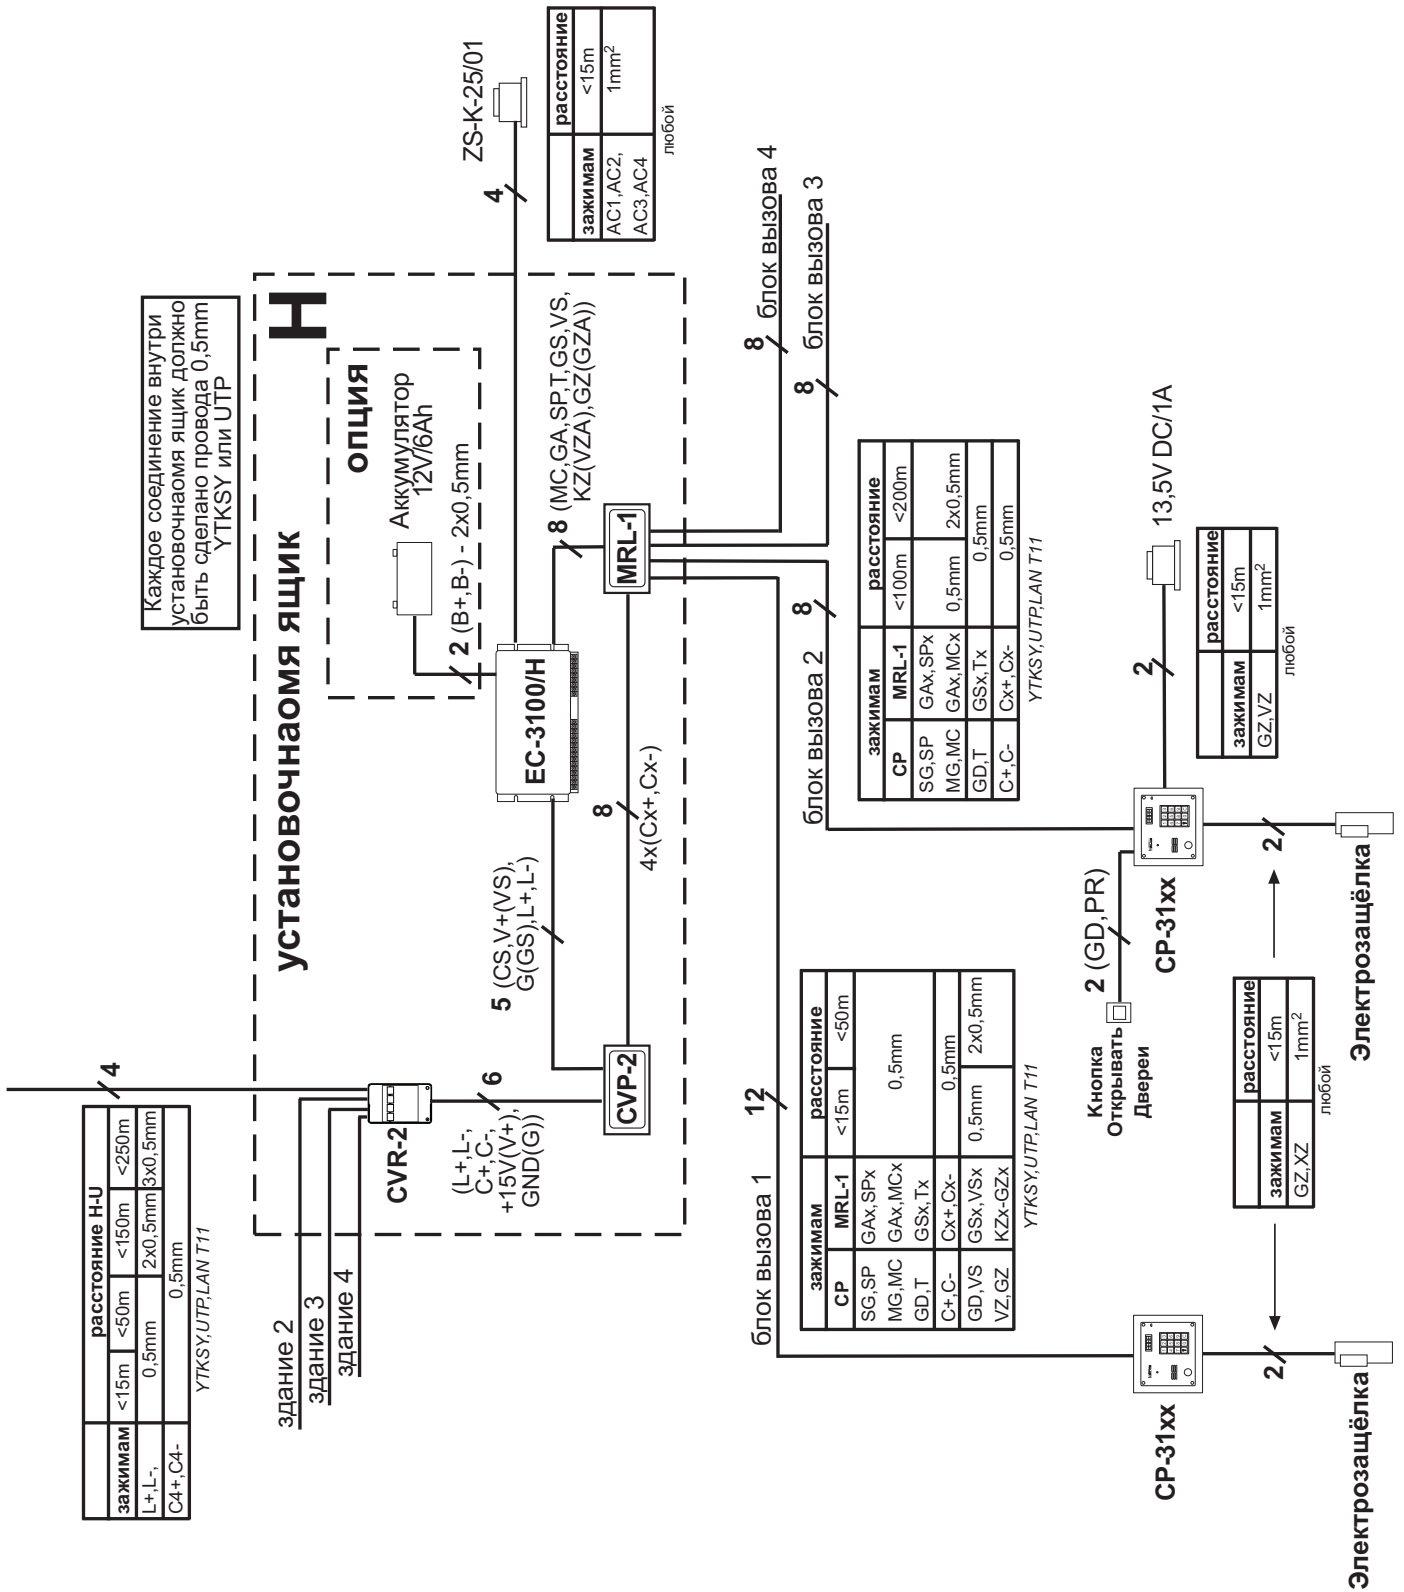 расстояние H-U
зажимам <15m <50m <150m <250m
L+,L-, 0,5mm 2x0,5mm 3x0,5mm
C4+,C4- 0,5mm
YTKSY,UTP,LAN T11
4
здание 2
здание 3
здание 4
CVR-2
6
(L+,L-,
C+,C-,
+15V(V+),
GND(G))
CVP-2
Каждое соединение внутри
установочнаомя ящик должно
быть сделано провода 0,5mm
YTKSY или UTP
установочнаомя ящик
H
опция
Аккумулятор
12V/6Ah
2 (B+,B-) - 2x0,5mm
EC-3100/H
5 (CS,V+(VS),
G(GS),L+,L-)
8
4x(Cx+,Cx-)
8 (MC,GA,SP,T,GS,VS,
KZ(VZA),GZ(GZA))
MRL-1
4
ZS-K-25/01
расстояние
зажимам <15m
AC1,AC2, 1mm²
AC3,AC4
любой
8
блок вызова 4
8
блок вызова 3
блок вызова 1
12
зажимам расстояние
CP MRL-1 <15m <50m
SG,SP GAx,SPx
MG,MC GAx,MCx 0,5mm
GD,T GSx,Tx
C+,C- Cx+,Cx- 0,5mm
GD,VS GSx,VSx 0,5mm 2x0,5mm
VZ,GZ KZx-GZx
YTKSY,UTP,LAN T11
блок вызова 2
8
зажимам расстояние
CP MRL-1 <100m <200m
SG,SP GAx,SPx
MG,MC GAx,MCx 0,5mm 2x0,5mm
GD,T GSx,Tx 0,5mm
C+,C- Cx+,Cx- 0,5mm
YTKSY,UTP,LAN T11
Кнопка
Открывать
Двереи
2 (GD,PR)
CP-31xx
2
13,5V DC/1A
расстояние
зажимам <15m
GZ,VZ 1mm²
любой
2
Электрозащёлка
расстояние
зажимам <15m
GZ,XZ 1mm²
любой
CP-31xx
2
Электрозащёлка